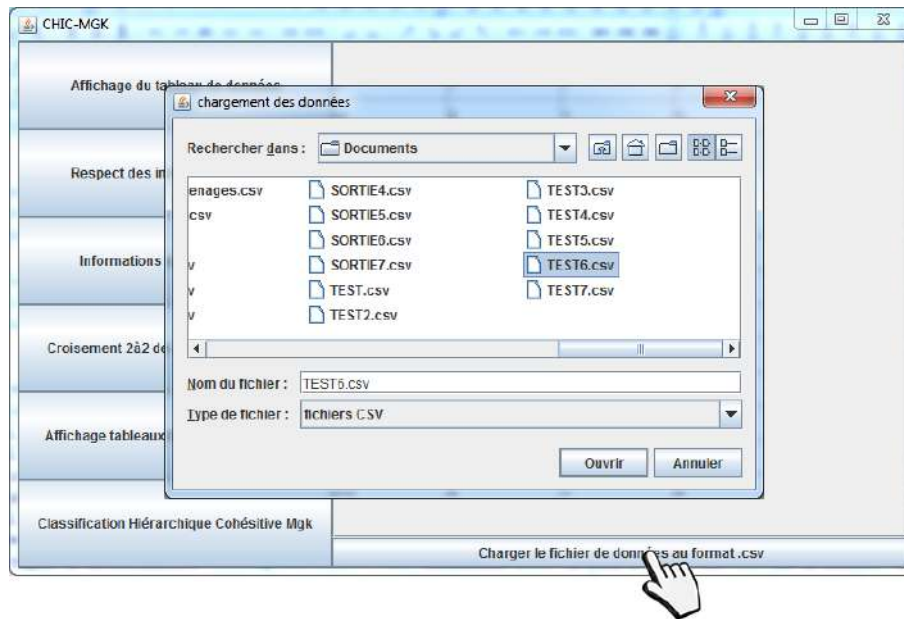 CHIC-MGK
Affichage du tableau de données
chargement des données
Rechercher dans :
Documents
Respect des in
enages.csv
SORTIE4.csv
TEST3.csv
csv
SORTIE5.csv
TEST4.csv
SORTIE6.csv
TEST5.csv
Informations
v
SORTIE7.csv
TEST6.csv
v
TEST.csv
TEST7.csv
v
TEST2.csv
Croisement 2à2 de
Nom du fichier :
TEST6.csv
Type de fichier :
fichiers CSV
Affichage tableaux
Ouvrir
Annuler
Classification Hiérarchique Cohésitive Mgk
Charger le fichier de données au format .csv